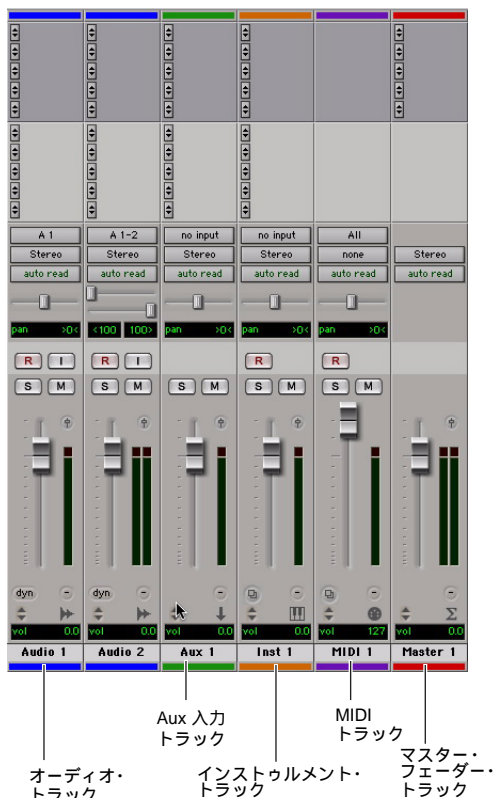 A 1 A 1-2 no input no input All
Stereo Stereo Stereo Stereo none Stereo
auto read auto read auto read auto read auto read auto read
pan >0< <100 100> pan >0< pan >0< pan >0<
R I R I R R
S M S M S M S M S M
dyn dyn
vol 0.0 vol 0.0 vol 0.0 vol 0.0 vol 127 vol 0.0
Audio 1 Audio 2 Aux 1 Inst 1 MIDI 1 Master 1
Aux 入力
トラック
MIDI
トラック
オーディオ・
トラック
インストゥルメント・
トラック
マスター・
フェーダー・
トラック